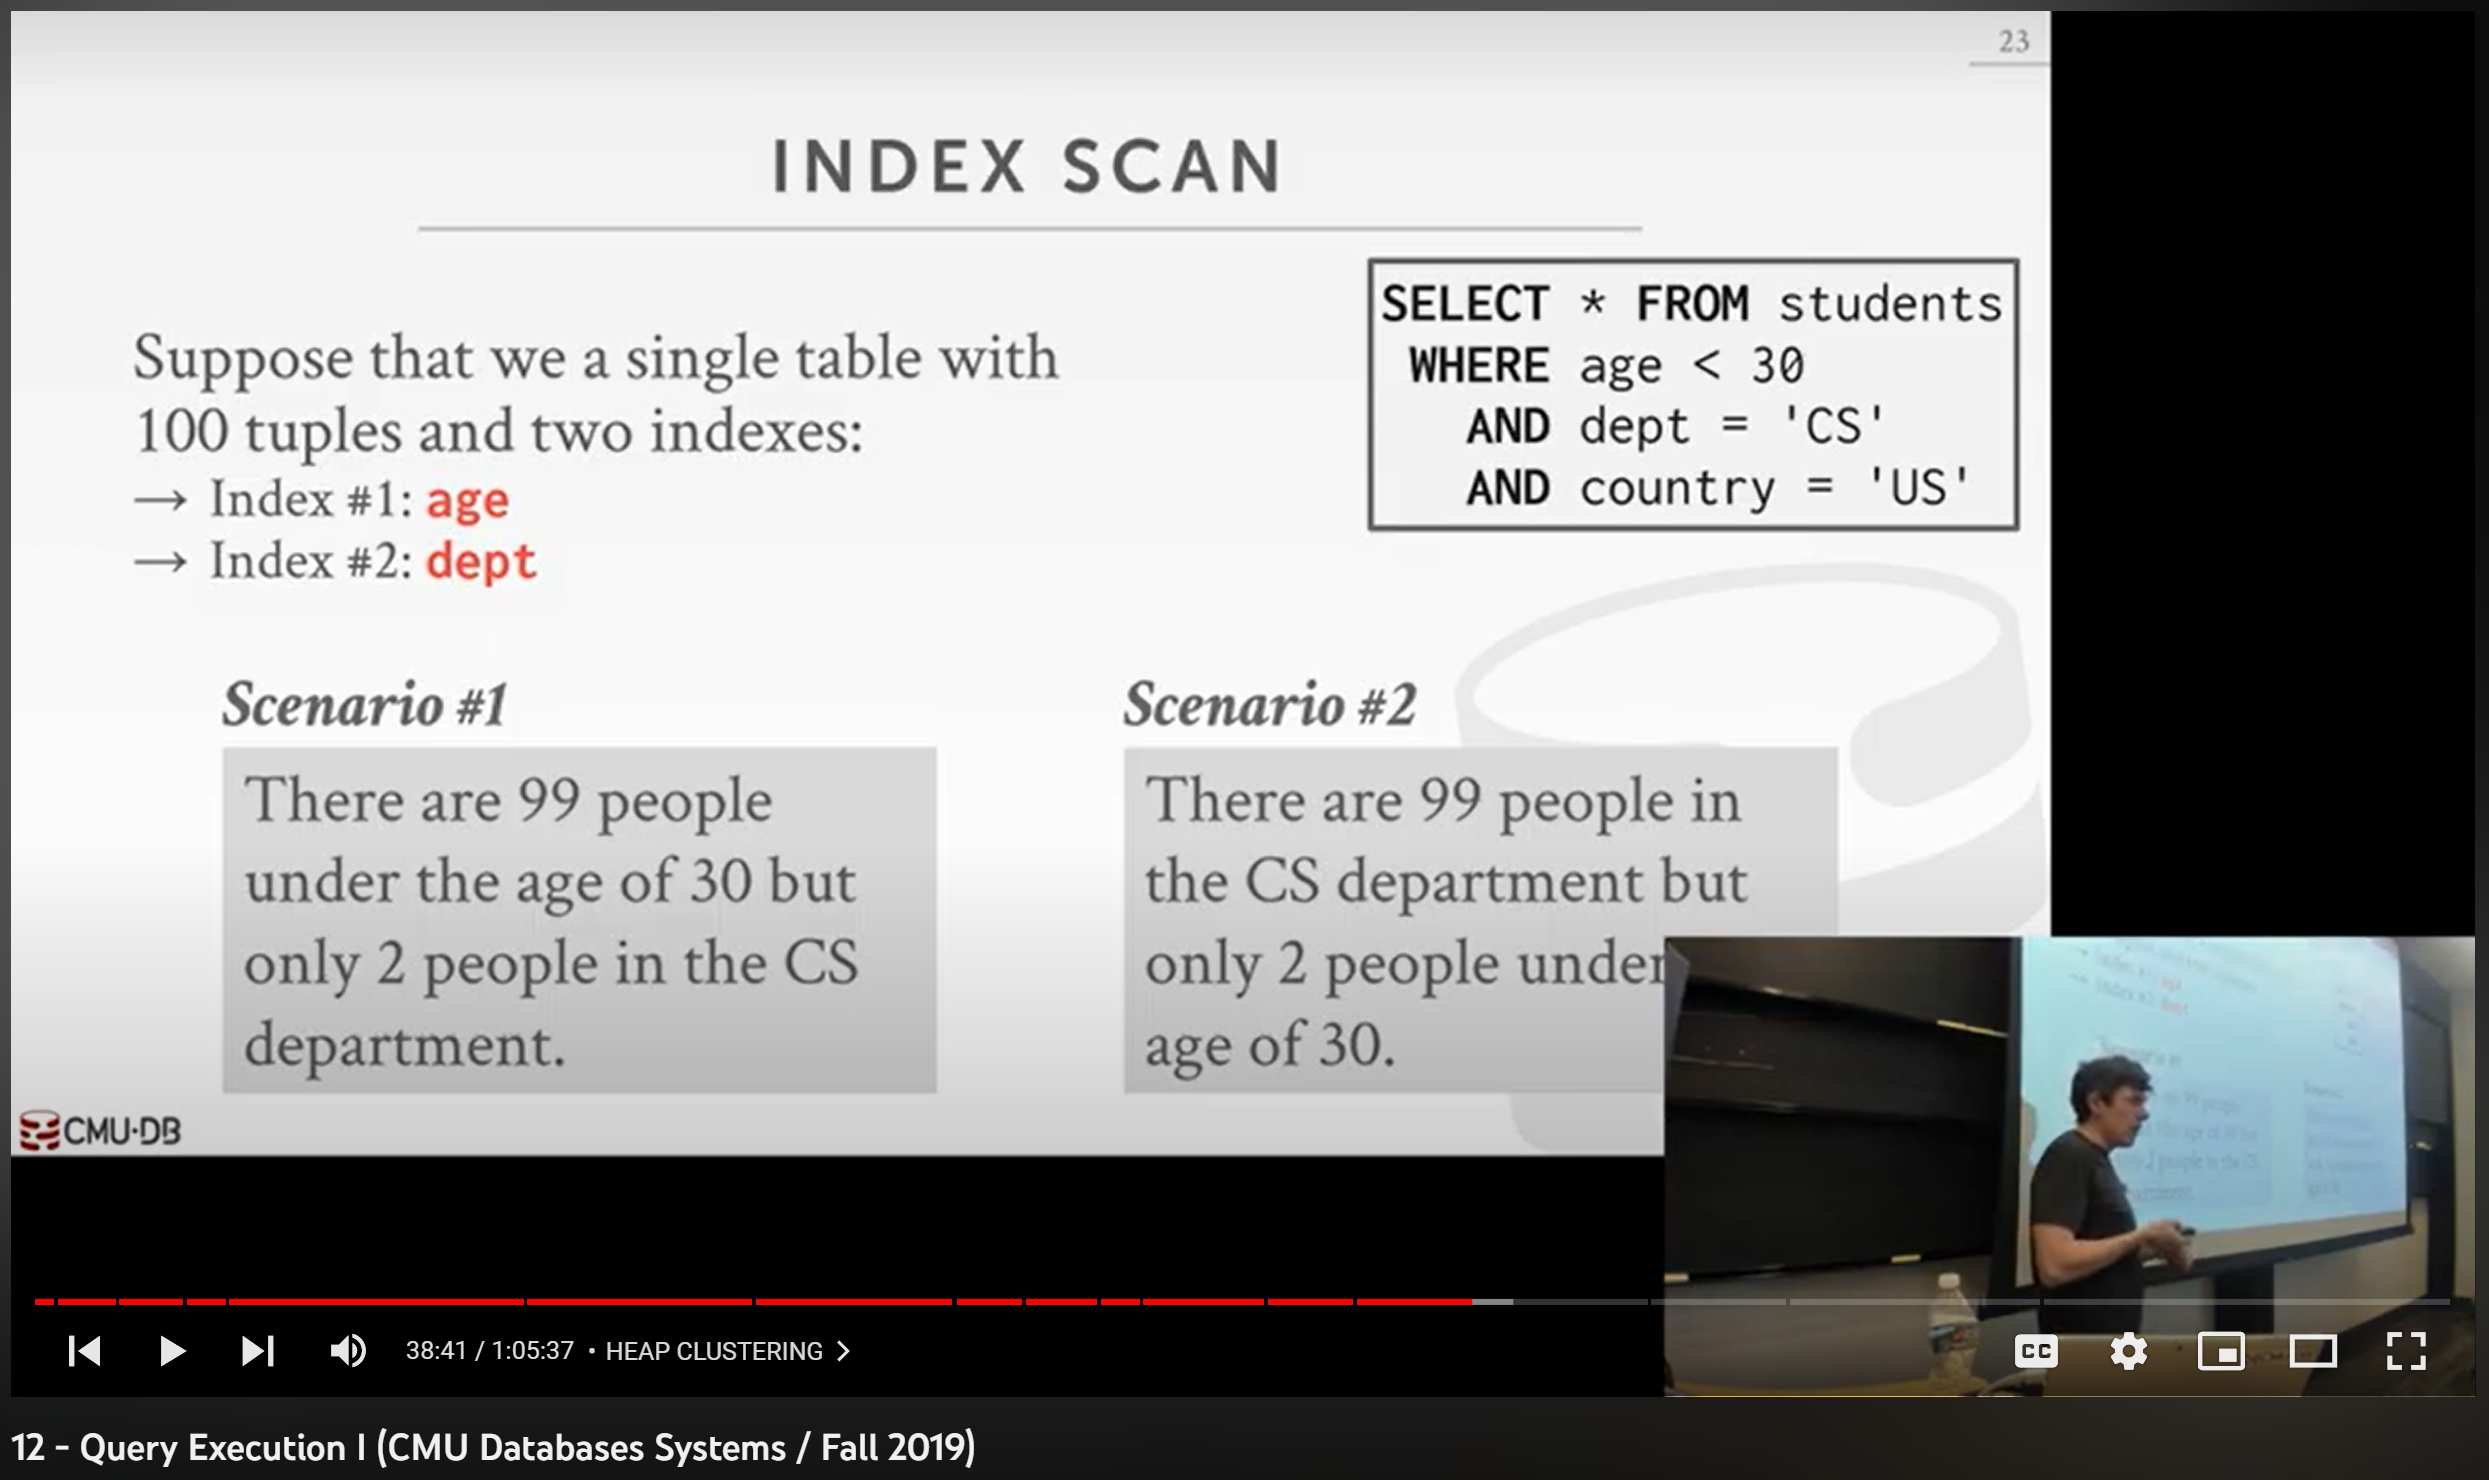 23
INDEX SCAN
SELECT * FROM students
WHERE age < 30
AND dept = 'CS'
AND country = 'US'
Suppose that we a single table with
100 tuples and two indexes:
→ Index #1: age
→ Index #2: dept
Scenario #1
There are 99 people
under the age of 30 but
only 2 people in the CS
department.
Scenario #2
There are 99 people in
the CS department but
only 2 people under
age of 30.
CMU·DB
38:41 / 1:05:37 • HEAP CLUSTERING >
CC
12 - Query Execution I (CMU Databases Systems / Fall 2019)